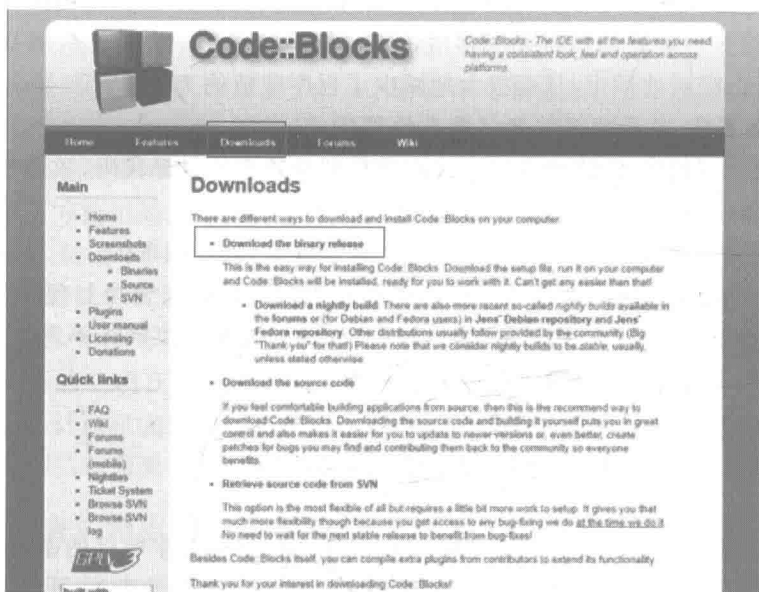 Code::Blocks
Code::Blocks - The IDE with all the features you need,
having a consistent look, feel and operation across
platforms.
Home Features Downloads Forums Wiki
Main
Home
Features
Screenshots
Downloads
Binaries
Source
SVN
Plugins
User manual
Licensing
Donations
Quick links
FAQ
Wiki
Forums
Forums
(mobile)
Nightlies
Ticket System
Browse SVN
Browse SVN
log
GPLv3
built with
Downloads
There are different ways to download and install Code::Blocks on your computer:
Download the binary release
This is the easy way for installing Code::Blocks. Download the setup file, run it on your computer
and Code::Blocks will be installed, ready for you to work with it. Can't get any easier than that!
Download a nightly build: There are also more recent so-called nightly builds available in
the forums or (for Debian and Fedora users) in Jens' Debian repository and Jens'
Fedora repository. Other distributions usually follow provided by the community (Big
"Thank you" for that!) Please note that we consider nightly builds to be stable, usually,
unless stated otherwise.
Download the source code
If you feel comfortable building applications from source, then this is the recommend way to
download Code::Blocks. Downloading the source code and building it yourself puts you in great
control and also makes it easier for you to update to newer versions or, even better, create
patches for bugs you may find and contributing them back to the community so everyone
benefits.
Retrieve source code from SVN
This option is the most flexible of all but requires a little bit more work to setup. It gives you that
much more flexibility though because you get access to any bug-fixing we do at the time we do it.
No need to wait for the next stable release to benefit from bug-fixes!
Besides Code::Blocks itself, you can compile extra plugins from contributors to extend its functionality.
Thank you for your interest in downloading Code::Blocks!